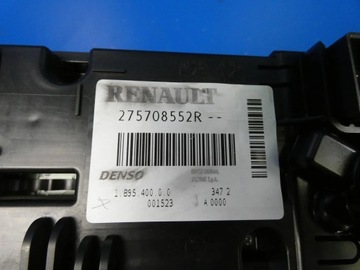 RENAULT
275708552R --
DENSO
1.895.400.0.0 347 2
001523 A 0000